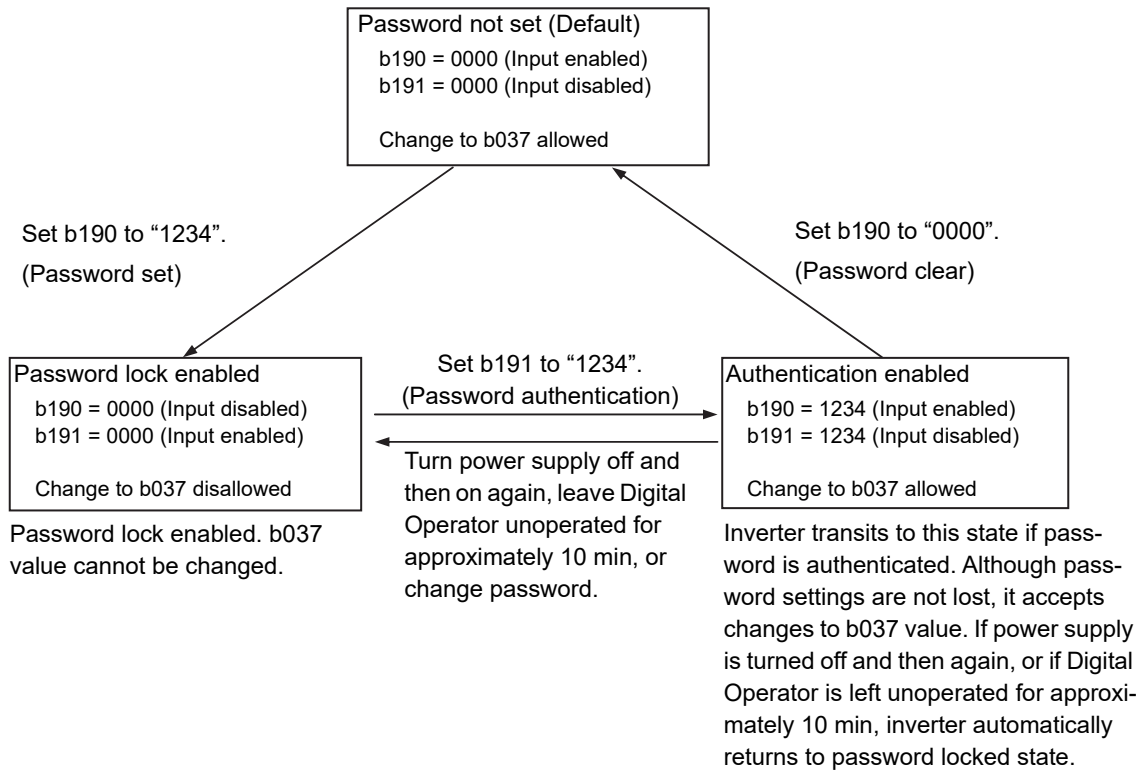 Password not set (Default)
b190 = 0000 (Input enabled)
b191 = 0000 (Input disabled)
Change to b037 allowed
Set b190 to “1234”.
(Password set)
Set b190 to “0000”.
(Password clear)
Password lock enabled
b190 = 0000 (Input disabled)
b191 = 0000 (Input enabled)
Change to b037 disallowed
Password lock enabled. b037
value cannot be changed.
Set b191 to “1234”.
(Password authentication)
Turn power supply off and
then on again, leave Digital
Operator unoperated for
approximately 10 min, or
change password.
Authentication enabled
b190 = 1234 (Input enabled)
b191 = 1234 (Input disabled)
Change to b037 allowed
Inverter transits to this state if pass-
word is authenticated. Although pass-
word settings are not lost, it accepts
changes to b037 value. If power supply
is turned off and then again, or if Digital
Operator is left unoperated for approxi-
mately 10 min, inverter automatically
returns to password locked state.